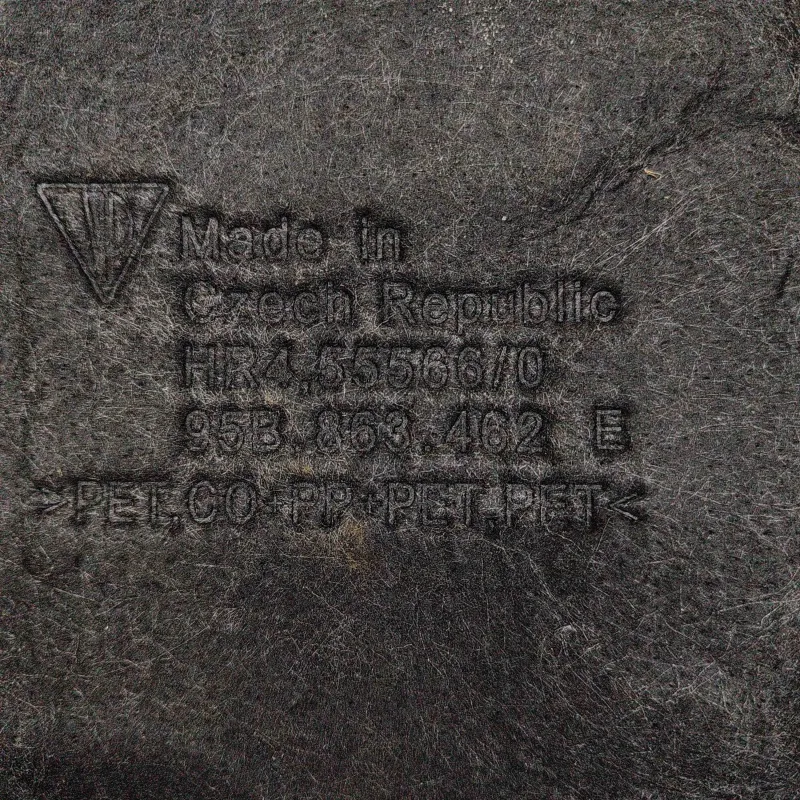 Made in
Czech Republic
HR4.55566/0
95B.863.462 E
>PET.CO+PP+PET.PET<